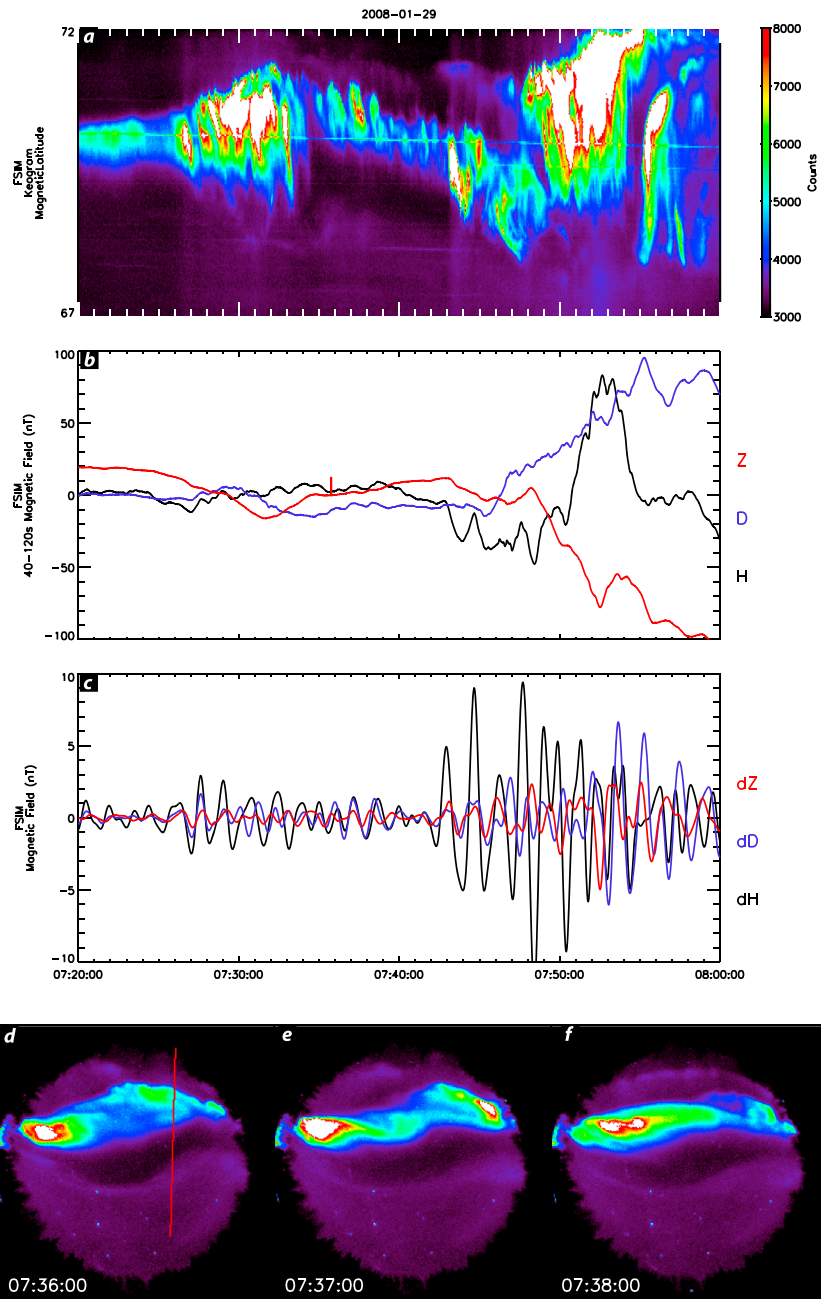 2008-01-29
72
a
FSIM
Keogram
MagneticLonitude
67
8000
7000
6000
5000
4000
3000
Counts
100
b
50
0
−50
−100
FSIM
40−120s Magnetic Field (nT)
Z
D
H
10
c
5
0
−5
−10
FSIM
Magnetic Field (nT)
dZ
dD
dH
07:20:00 07:30:00 07:40:00 07:50:00 08:00:00
d e f
07:36:00 07:37:00 07:38:00